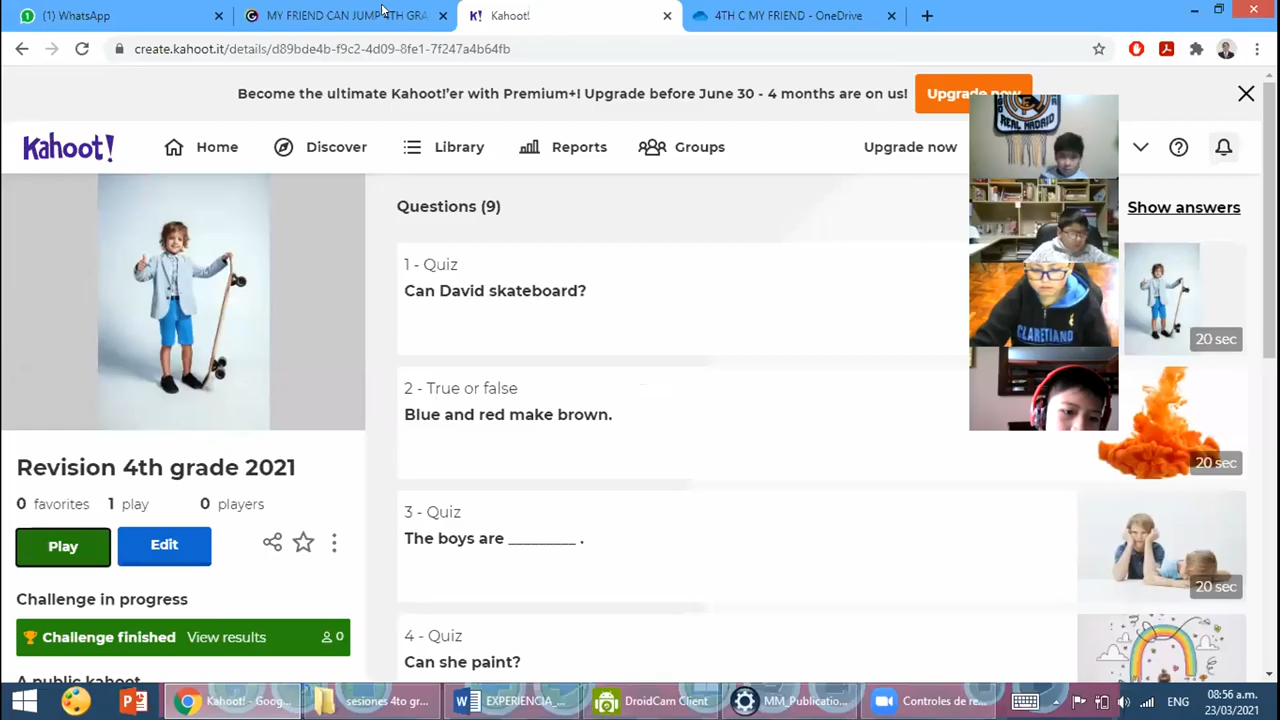 (1) WhatsApp
MY FRIEND CAN JUMP 4TH GRA
Kahoot!
4TH C MY FRIEND - OneDrive
create.kahoot.it/details/d89bde4b-f9c2-4d09-8fe1-7f247a4b64fb
Become the ultimate Kahoot!'er with Premium+! Upgrade before June 30 - 4 months are on us!
Upgrade now
Kahoot!
Home
Discover
Library
Reports
Groups
Upgrade now
REAL MADRID
CLARETIANO
Questions (9)
Show answers
1 - Quiz
Can David skateboard?
20 sec
2 - True or false
Blue and red make brown.
20 sec
3 - Quiz
The boys are _________ .
20 sec
4 - Quiz
Can she paint?
Revision 4th grade 2021
0 favorites 1 play 0 players
Play
Edit
Challenge in progress
Challenge finished View results 0
A public kahoot
Kahoot! - Goog...
sesiones 4to gr...
EXPERIENCIA_...
DroidCam Client
MM_Publicatio...
Controles de re...
ENG
08:56 a.m.
23/03/2021